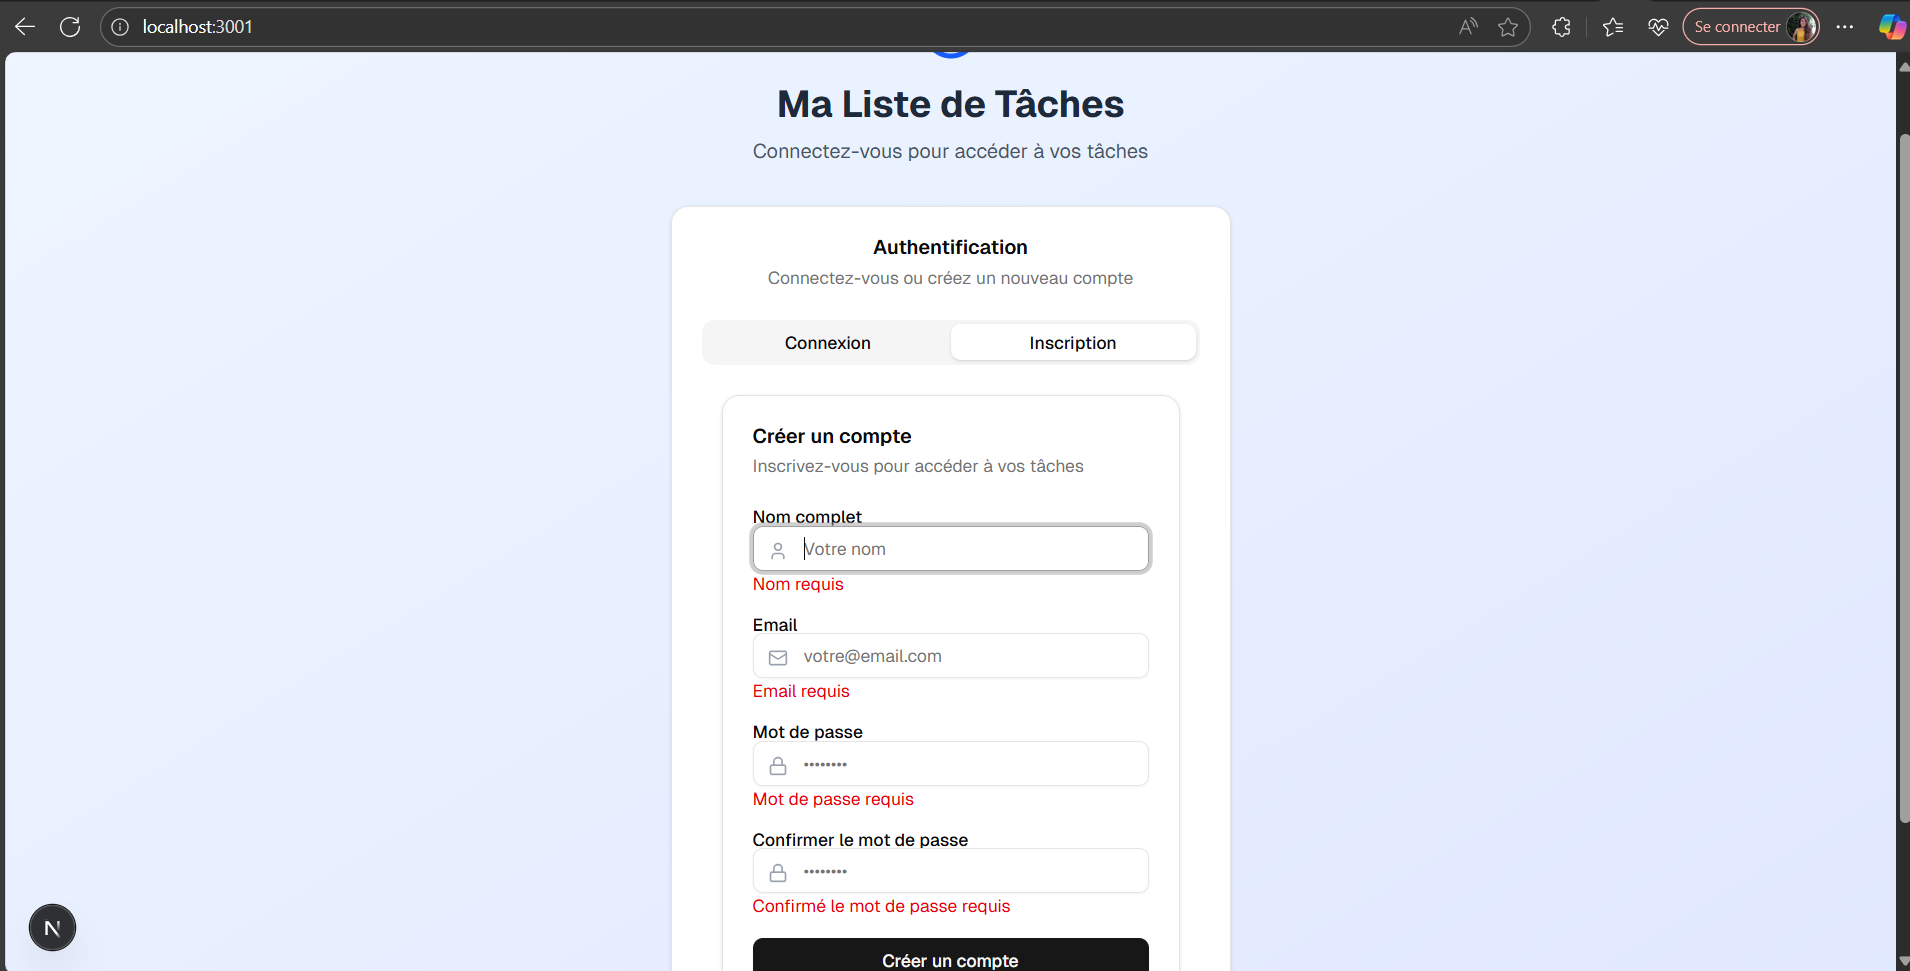 localhost:3001
Se connecter
Ma Liste de Tâches
Connectez-vous pour accéder à vos tâches
Authentification
Connectez-vous ou créez un nouveau compte
Connexion
Inscription
Créer un compte
Inscrivez-vous pour accéder à vos tâches
Nom complet
Votre nom
Nom requis
Email
votre@email.com
Email requis
Mot de passe
••••••••
Mot de passe requis
Confirmer le mot de passe
••••••••
Confirmé le mot de passe requis
Créer un compte
N